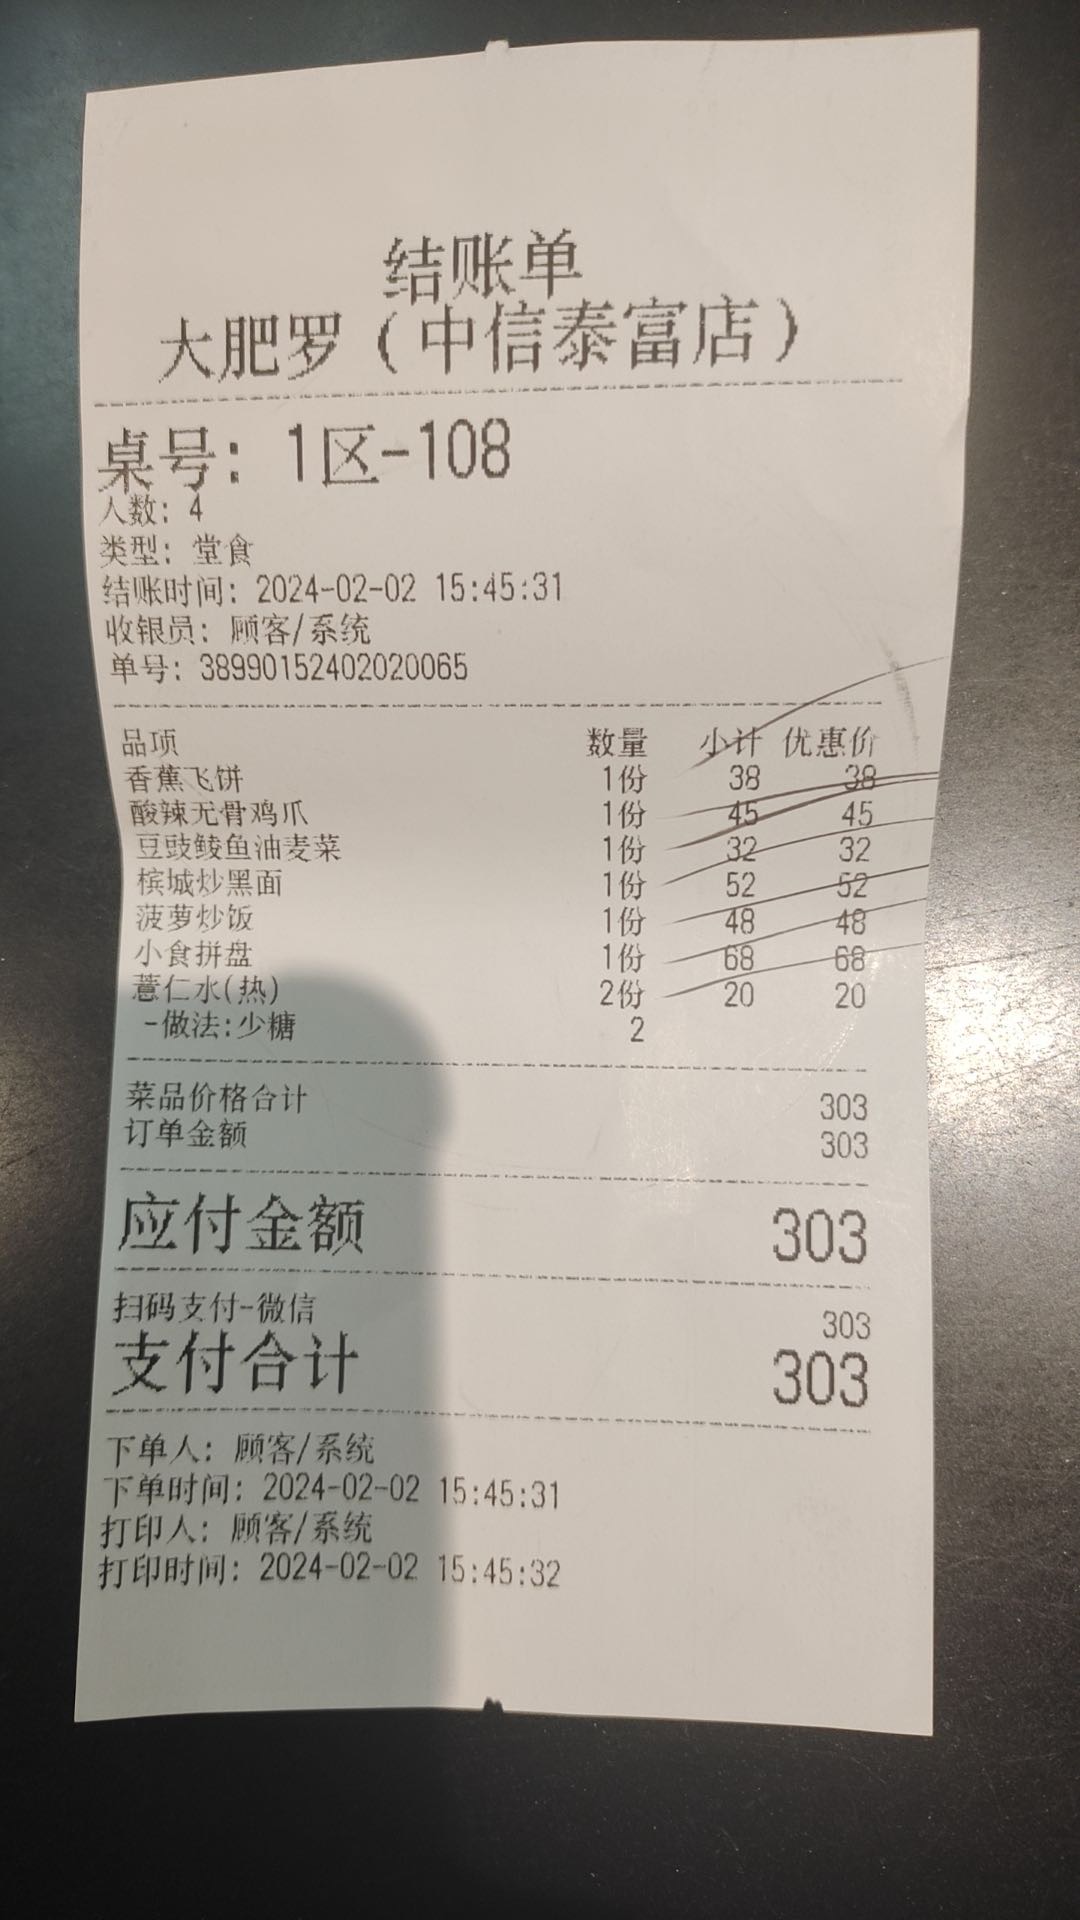 结账单
大肥罗（中信泰富店）
桌号：1区-108
人数：4
类型：堂食
结账时间：2024-02-02 15:45:31
收银员：顾客/系统
单号：38990152402020065
品项 数量 小计 优惠价
香蕉飞饼 1份 38 38
酸辣无骨鸡爪 1份 45 45
豆豉鲮鱼油麦菜 1份 32 32
槟城炒黑面 1份 52 52
菠萝炒饭 1份 48 48
小食拼盘 1份 68 68
薏仁水(热) 2份 20 20
-做法:少糖 2
菜品价格合计 303
订单金额 303
应付金额 303
扫码支付-微信 303
支付合计 303
下单人：顾客/系统
下单时间：2024-02-02 15:45:31
打印人：顾客/系统
打印时间：2024-02-02 15:45:32